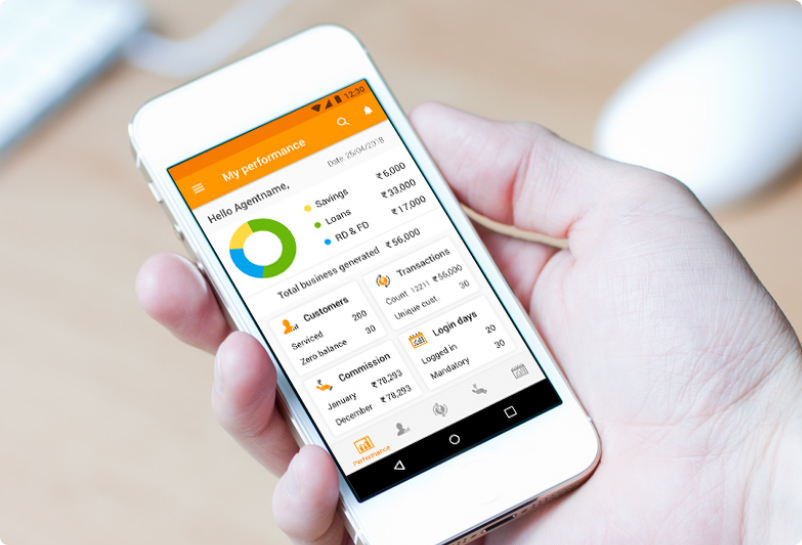 12:30
My performance
Hello Agentname,
Date 25/04/2018
Savings ₹6,000
Loans ₹33,000
RD & FD ₹17,000
Total business generated ₹56,000
Customers
Serviced 200
Zero balance 30
Transactions
Count 12211 ₹56,000
Unique cust. 30
Commission
January ₹78,293
December ₹78,293
Login days
Logged in 20
Mandatory 30
Performance